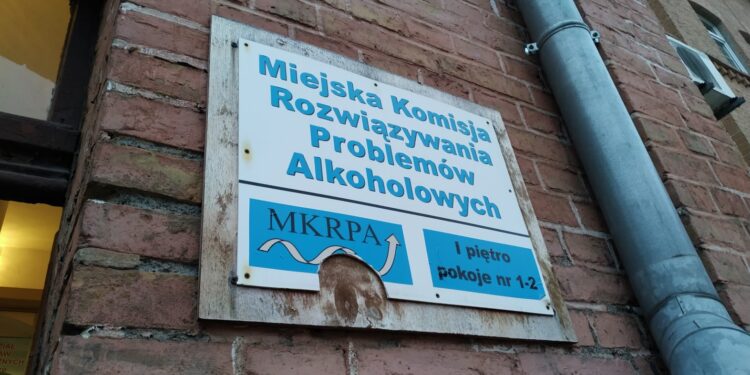 Miejska Komisja
Rozwiązywania
Problemów
Alkoholowych
MKRPA
I piętro
pokoje nr 1-2